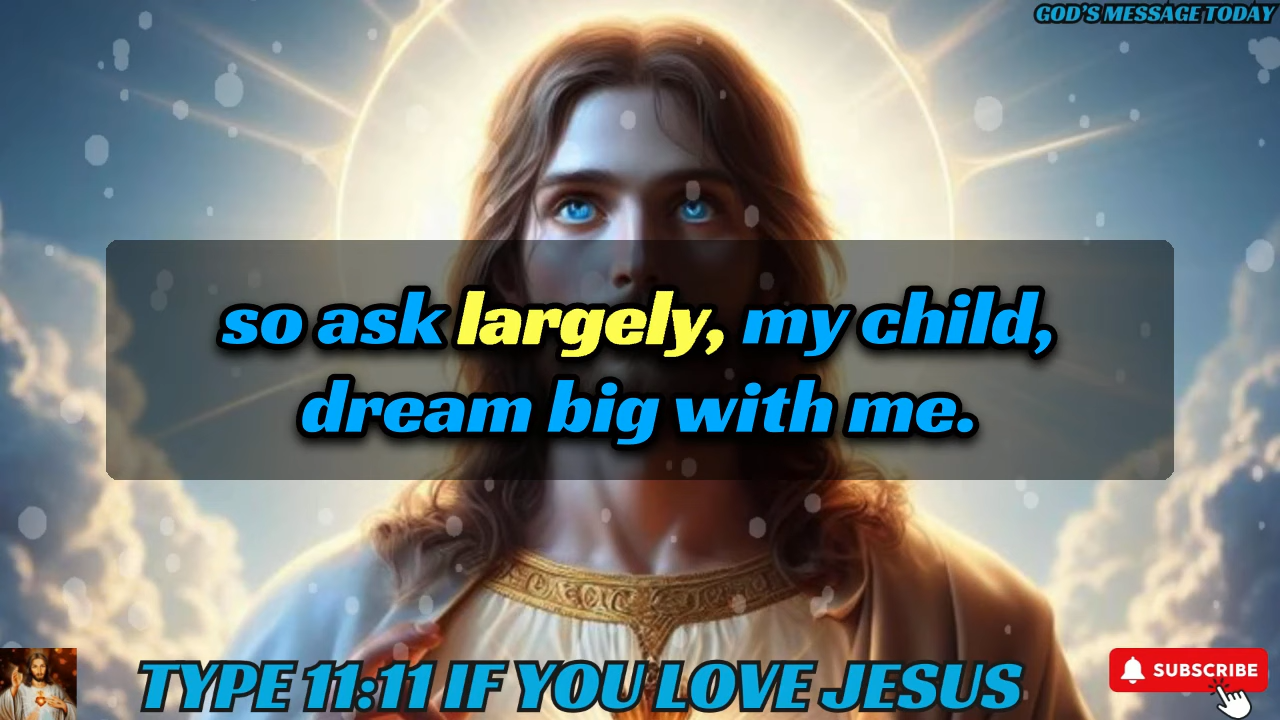 GOD'S MESSAGE TODAY
so ask largely, my child,
dream big with me.
TYPE 11:11 IF YOU LOVE JESUS
SUBSCRIBE